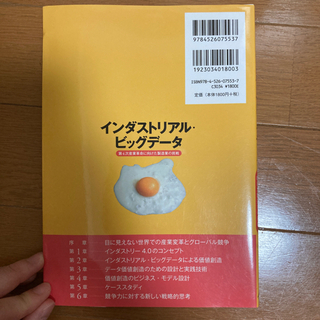 9784526075537
1923034018003
ISBN978-4-526-07553-7
C3034 ¥1800E
定価(本体1800円+税)
インダストリアル・
ビッグデータ
第4次産業革命に向けた製造業の挑戦
序 章 目に見えない世界での産業変革とグローバル競争
第1章 インダストリー4.0のコンセプト
第2章 インダストリアル・ビッグデータによる価値創造
第3章 データ価値創造のための設計と実践技術
第4章 価値創造のビジネス・モデル設計
第5章 ケーススタディ
第6章 競争力に対する新しい戦略的思考